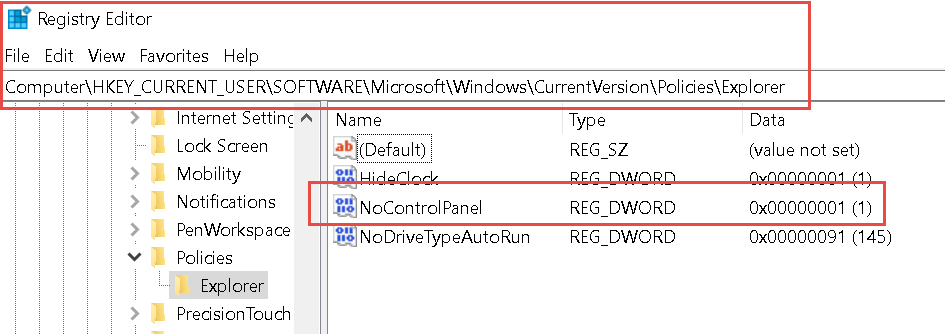 Registry Editor
File Edit View Favorites Help
Computer\HKEY_CURRENT_USER\SOFTWARE\Microsoft\Windows\CurrentVersion\Policies\Explorer
Internet Setting
Lock Screen
Mobility
Notifications
PenWorkspace
Policies
Explorer
PrecisionTouch
Name Type Data
ab (Default) REG_SZ (value not set)
HideClock REG_DWORD 0x00000001 (1)
NoControlPanel REG_DWORD 0x00000001 (1)
NoDriveTypeAutoRun REG_DWORD 0x00000091 (145)